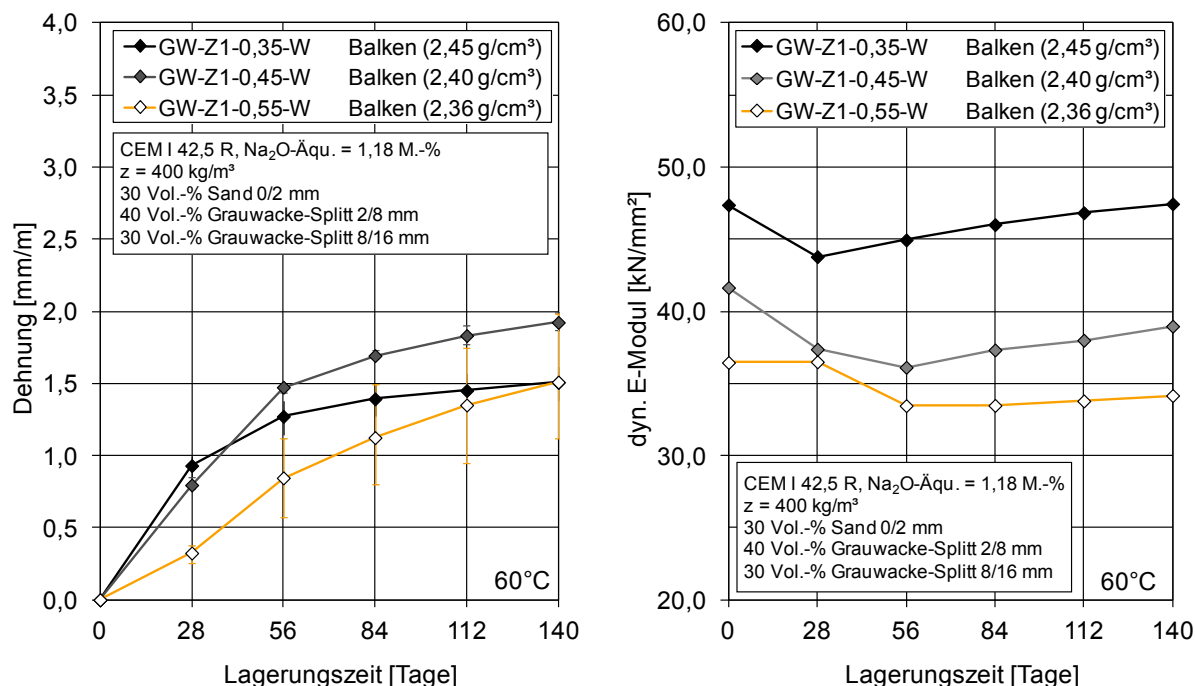 4,0
3,5
3,0
2,5
2,0
1,5
1,0
0,5
0,0
Dehnung [mm/m]
GW-Z1-0,35-W Balken (2,45 g/cm³)
GW-Z1-0,45-W Balken (2,40 g/cm³)
GW-Z1-0,55-W Balken (2,36 g/cm³)
CEM I 42,5 R, Na₂O-Äqu. = 1,18 M.-%
z = 400 kg/m³
30 Vol.-% Sand 0/2 mm
40 Vol.-% Grauwacke-Splitt 2/8 mm
30 Vol.-% Grauwacke-Splitt 8/16 mm
60°C
0 28 56 84 112 140
Lagerungszeit [Tage]
60,0
50,0
40,0
30,0
20,0
dyn. E-Modul [kN/mm²]
GW-Z1-0,35-W Balken (2,45 g/cm³)
GW-Z1-0,45-W Balken (2,40 g/cm³)
GW-Z1-0,55-W Balken (2,36 g/cm³)
CEM I 42,5 R, Na₂O-Äqu. = 1,18 M.-%
z = 400 kg/m³
30 Vol.-% Sand 0/2 mm
40 Vol.-% Grauwacke-Splitt 2/8 mm
30 Vol.-% Grauwacke-Splitt 8/16 mm
60°C
0 28 56 84 112 140
Lagerungszeit [Tage]